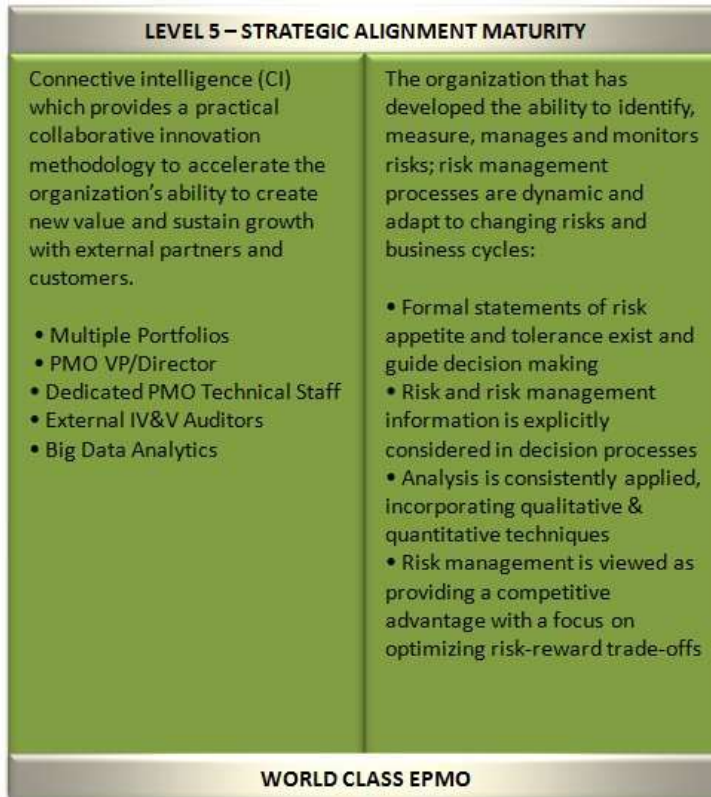 LEVEL 5 – STRATEGIC ALIGNMENT MATURITY
Connective intelligence (CI)
which provides a practical
collaborative innovation
methodology to accelerate the
organization's ability to create
new value and sustain growth
with external partners and
customers.
• Multiple Portfolios
• PMO VP/Director
• Dedicated PMO Technical Staff
• External IV&V Auditors
• Big Data Analytics
The organization that has
developed the ability to identify,
measure, manages and monitors
risks; risk management
processes are dynamic and
adapt to changing risks and
business cycles:
• Formal statements of risk
appetite and tolerance exist and
guide decision making
• Risk and risk management
information is explicitly
considered in decision processes
• Analysis is consistently applied,
incorporating qualitative &
quantitative techniques
• Risk management is viewed as
providing a competitive
advantage with a focus on
optimizing risk-reward trade-offs
WORLD CLASS EPMO